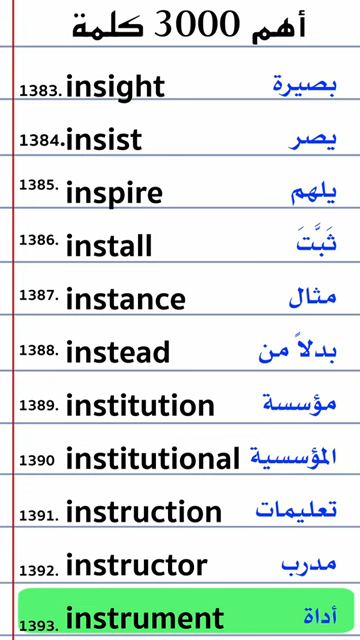 أهم 3000 كلمة
1383. insight بصيرة
1384. insist يصر
1385. inspire يلهم
1386. install ثَبَّتَ
1387. instance مثال
1388. instead بدلاً من
1389. institution مؤسسة
1390 institutional المؤسسية
1391. instruction تعليمات
1392. instructor مدرب
1393. instrument أداة